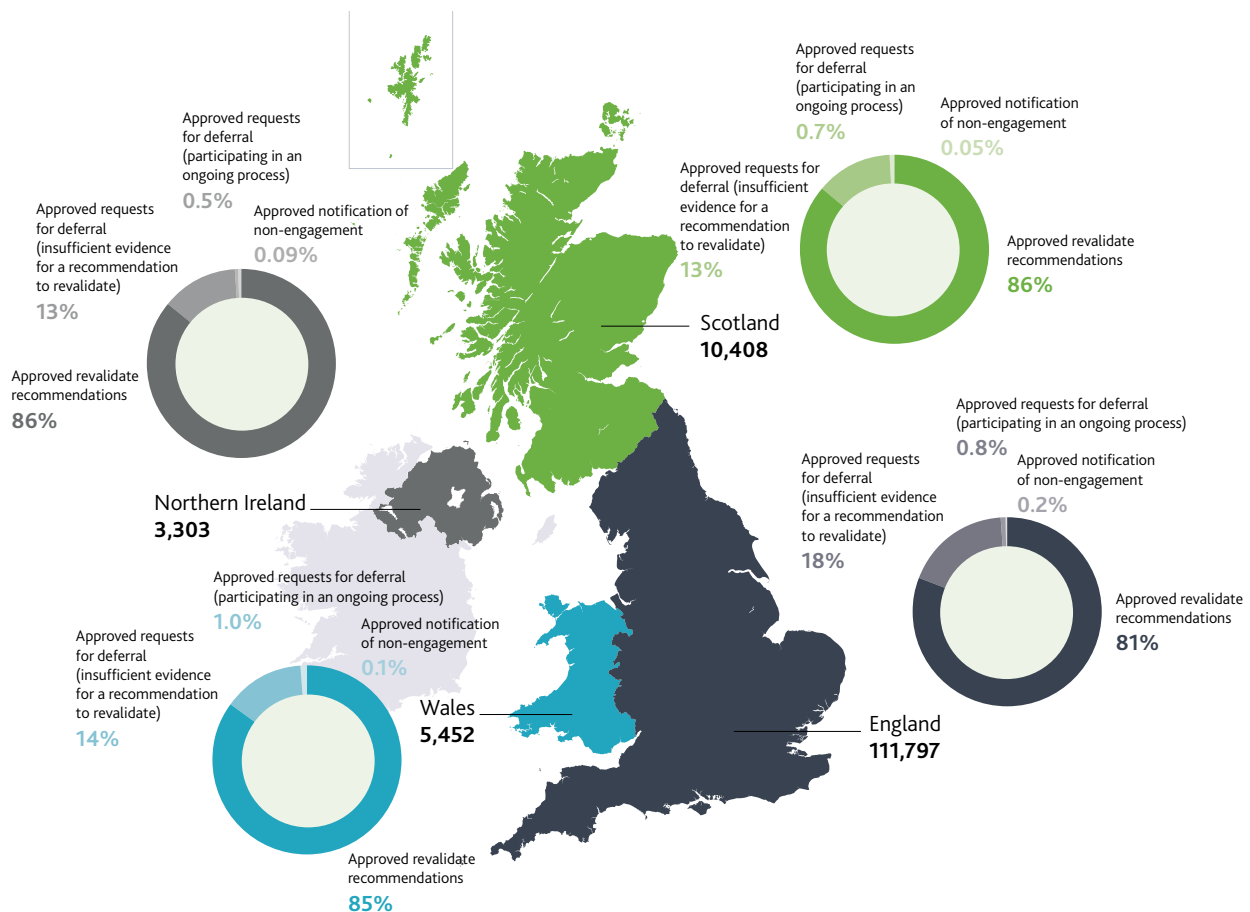 Approved requests
for deferral
(participating in an
ongoing process)
0.7%
Approved notification
of non-engagement
0.05%
Approved requests for
deferral (insufficient
evidence for a
recommendation
to revalidate)
13%
Approved revalidate
recommendations
86%
Scotland
10,408
Approved requests
for deferral
(participating in an
ongoing process)
0.5%
Approved notification of
non-engagement
0.09%
Approved requests
for deferral
(insufficient evidence
for a recommendation
to revalidate)
13%
Approved revalidate
recommendations
86%
Northern Ireland
3,303
Approved requests for deferral
(participating in an ongoing process)
0.8%
Approved notification
of non-engagement
0.2%
Approved requests
for deferral
(insufficient evidence
for a recommendation
to revalidate)
18%
Approved revalidate
recommendations
81%
England
111,797
Approved requests for deferral
(participating in an ongoing process)
1.0%
Approved notification
of non-engagement
0.1%
Approved requests
for deferral
(insufficient evidence
for a recommendation
to revalidate)
14%
Wales
5,452
Approved revalidate
recommendations
85%